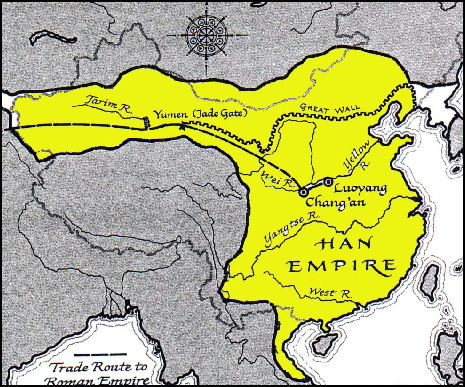 Tarim R.
Yumen (Jade Gate)
GREAT WALL
Yellow
R.
Wei R.
Luoyang
Chang'an
Yangtse R.
HAN
EMPIRE
West R.
Trade Route to
Roman Empire